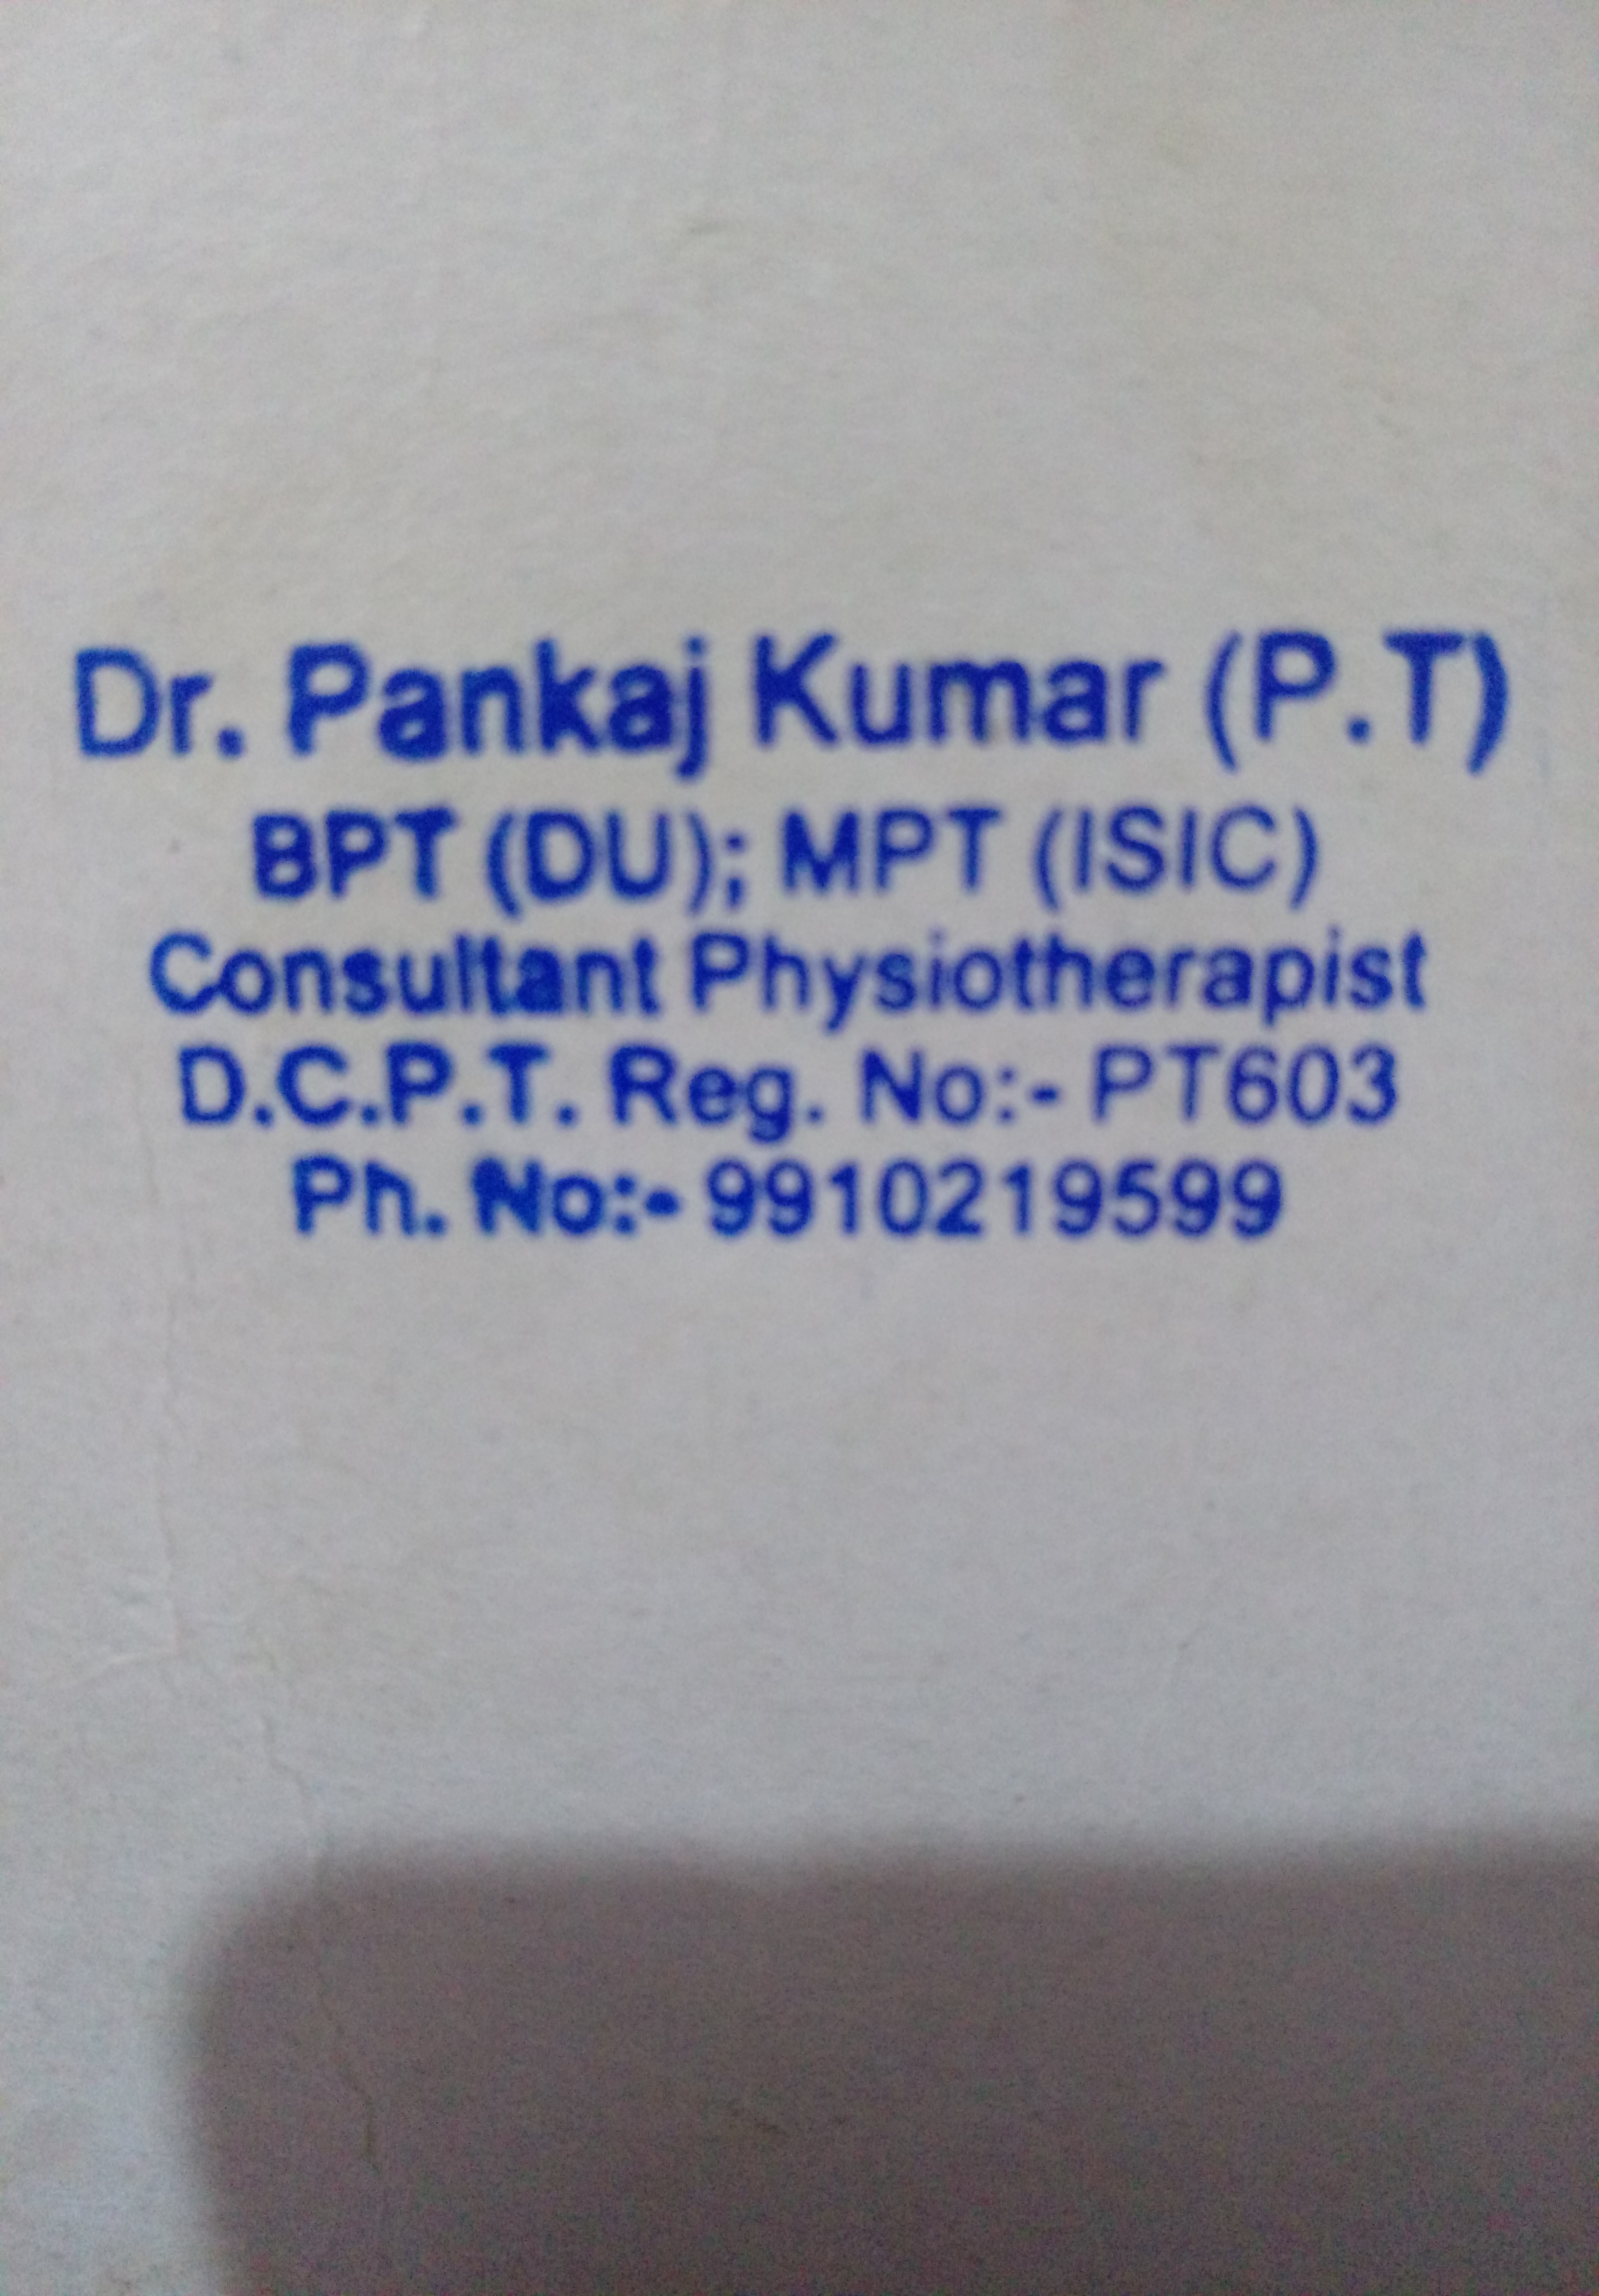 Dr. Pankaj Kumar (P.T)
BPT (DU); MPT (ISIC)
Consultant Physiotherapist
D.C.P.T. Reg. No:- PT603
Ph. No:- 9910219599